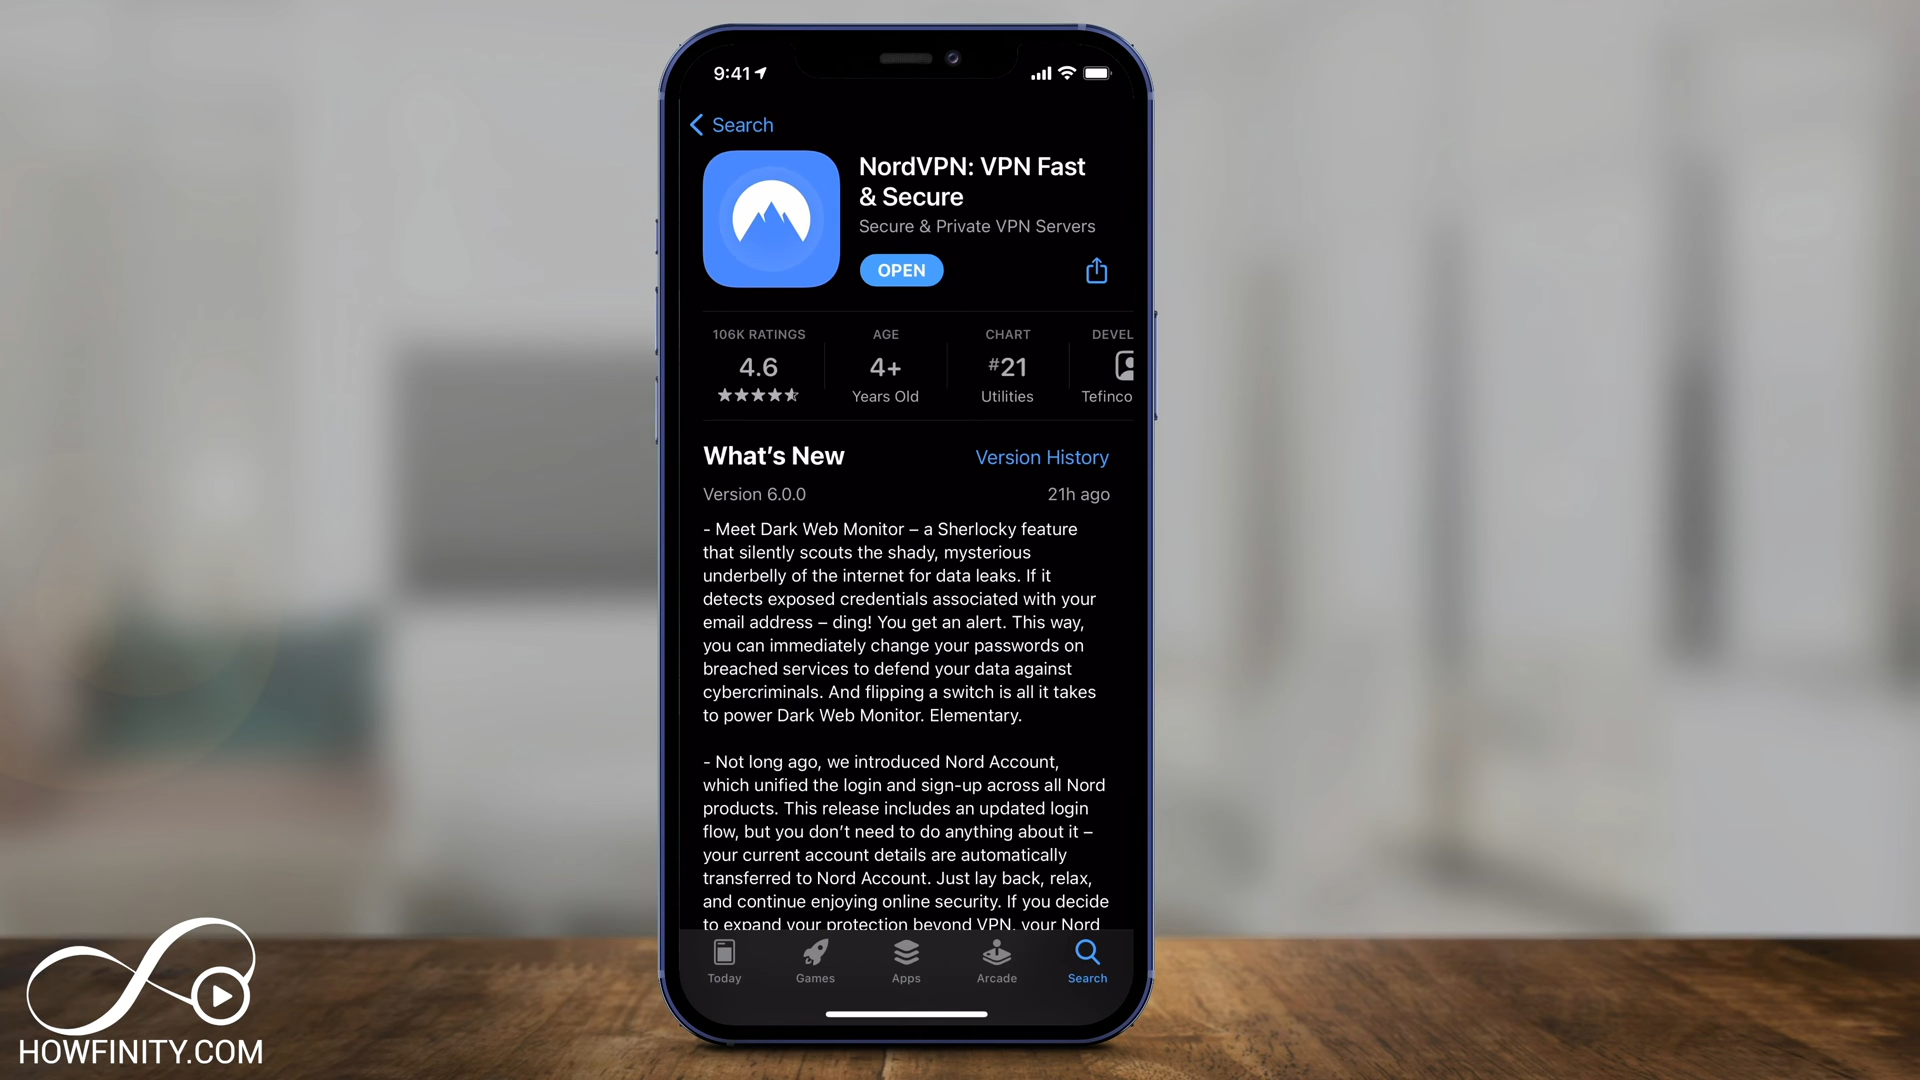 9:41
Search
NordVPN: VPN Fast
& Secure
Secure & Private VPN Servers
OPEN
106K RATINGS
4.6
AGE
4+
Years Old
CHART
#21
Utilities
DEVEL
Tefinco
What's New
Version History
Version 6.0.0
21h ago
- Meet Dark Web Monitor – a Sherlocky feature
that silently scouts the shady, mysterious
underbelly of the internet for data leaks. If it
detects exposed credentials associated with your
email address – ding! You get an alert. This way,
you can immediately change your passwords on
breached services to defend your data against
cybercriminals. And flipping a switch is all it takes
to power Dark Web Monitor. Elementary.
- Not long ago, we introduced Nord Account,
which unified the login and sign-up across all Nord
products. This release includes an updated login
flow, but you don't need to do anything about it –
your current account details are automatically
transferred to Nord Account. Just lay back, relax,
and continue enjoying online security. If you decide
to expand your protection beyond VPN, your Nord
Today
Games
Apps
Arcade
Search
HOWFINITY.COM